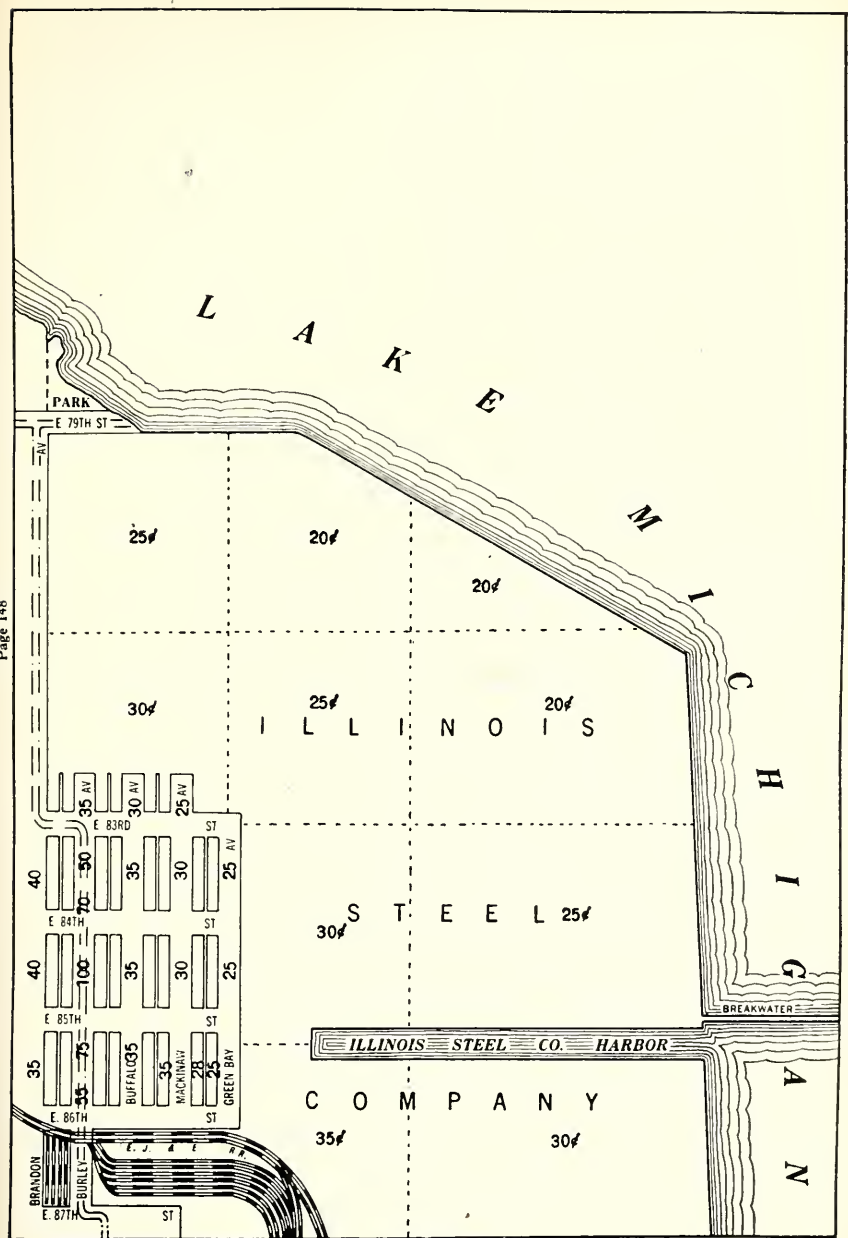 LAKE MICHIGAN
PARK
E 79TH ST
AV
Page 148
25¢ 20¢
20¢
30¢ 25¢ 20¢
ILLINOIS
35 AV 30 AV 25 AV
E 83RD ST
AV
40 50 35 30 25
70
E 84TH ST
STEEL
30¢ 25¢
40 100 35 30 25
E 85TH ST
BREAKWATER
ILLINOIS STEEL CO. HARBOR
35 75 35 35 28 25
55
BUFFALO MACKINAW GREEN BAY
E. 86TH ST
COMPANY
35¢ 30¢
E. J. & E RR.
BRANDON BURLEY
E. 87TH ST